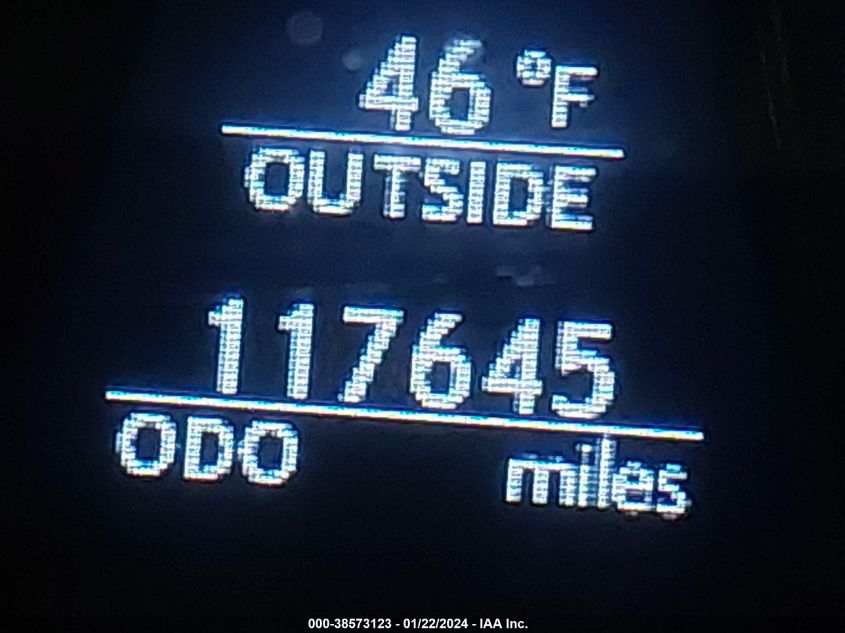 46 °F
OUTSIDE
117645
ODO miles
000-38573123 - 01/22/2024 - IAA Inc.